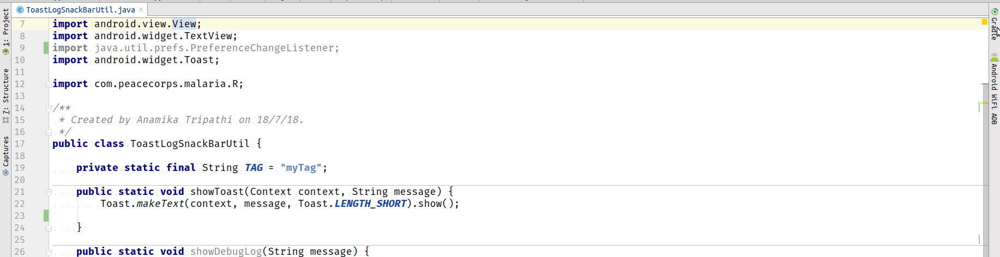 ToastLogSnackBarUtil.java
1: Project
7: Structure
Captures
7 import android.view.View;
8 import android.widget.TextView;
9 import java.util.prefs.PreferenceChangeListener;
10 import android.widget.Toast;
11
12 import com.peacecorps.malaria.R;
13
14 /**
15 * Created by Anamika Tripathi on 18/7/18.
16 */
17 public class ToastLogSnackBarUtil {
18
19 private static final String TAG = "myTag";
20
21 public static void showToast(Context context, String message) {
22 Toast.makeText(context, message, Toast.LENGTH_SHORT).show();
23
24 }
25
26 public static void showDebugLog(String message) {
Gradle
Android WiFi ADB